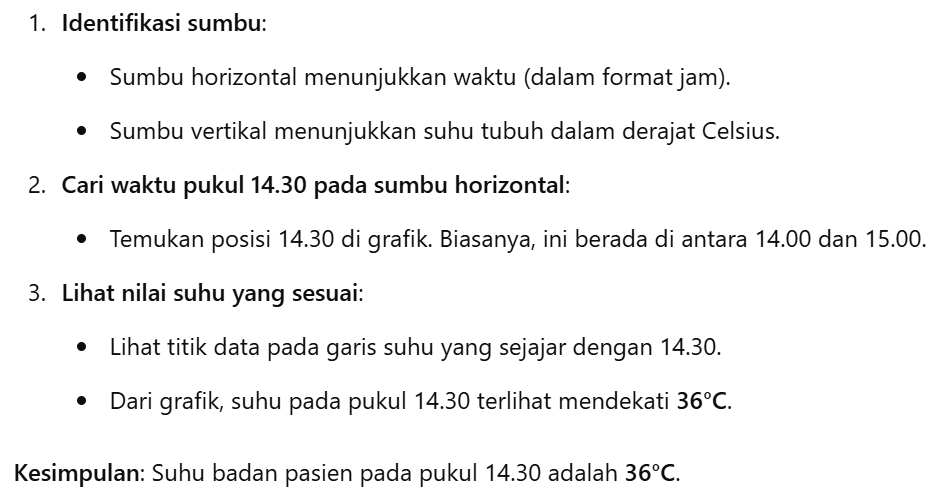 1. Identifikasi sumbu:
• Sumbu horizontal menunjukkan waktu (dalam format jam).
• Sumbu vertikal menunjukkan suhu tubuh dalam derajat Celsius.
2. Cari waktu pukul 14.30 pada sumbu horizontal:
• Temukan posisi 14.30 di grafik. Biasanya, ini berada di antara 14.00 dan 15.00.
3. Lihat nilai suhu yang sesuai:
• Lihat titik data pada garis suhu yang sejajar dengan 14.30.
• Dari grafik, suhu pada pukul 14.30 terlihat mendekati 36°C.
Kesimpulan: Suhu badan pasien pada pukul 14.30 adalah 36°C.